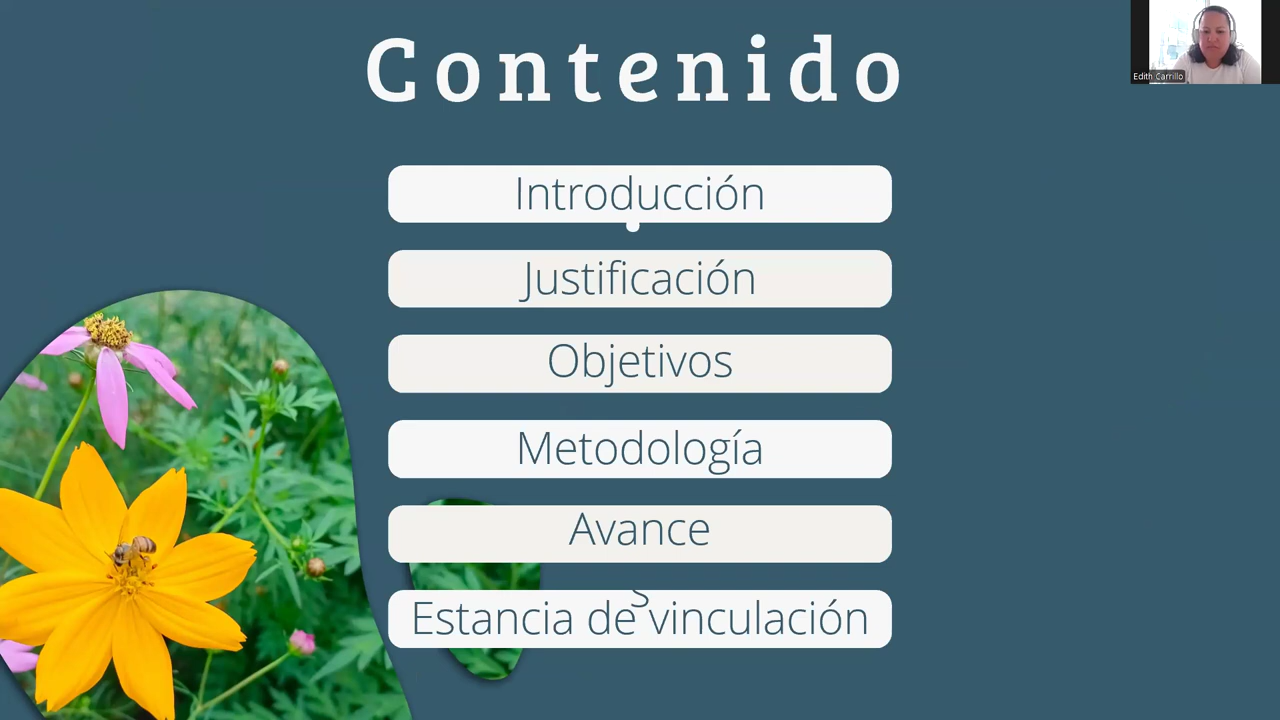 Contenido
Edith Carrillo
Introducción
Justificación
Objetivos
Metodología
Avance
s
Estancia de vinculación